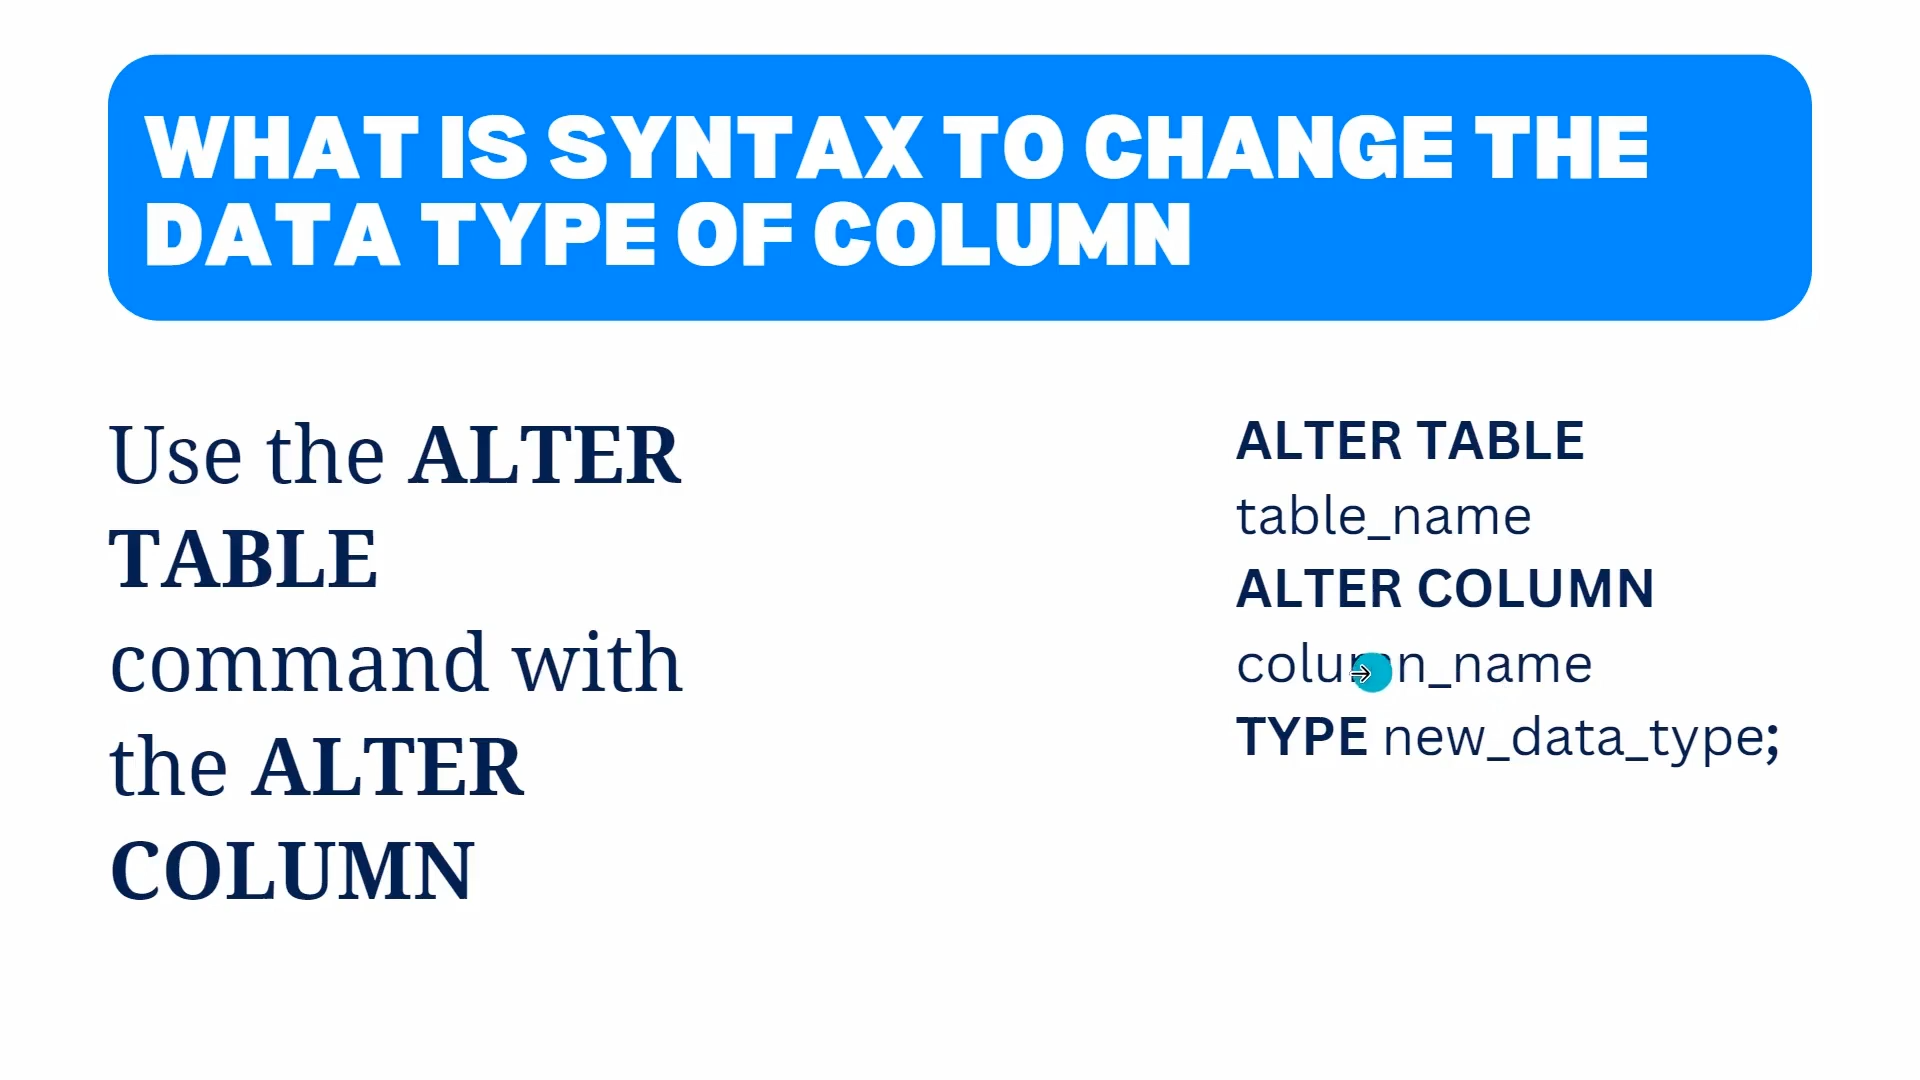 WHAT IS SYNTAX TO CHANGE THE
DATA TYPE OF COLUMN
Use the ALTER
TABLE
command with
the ALTER
COLUMN
ALTER TABLE
table_name
ALTER COLUMN
column_name
TYPE new_data_type;